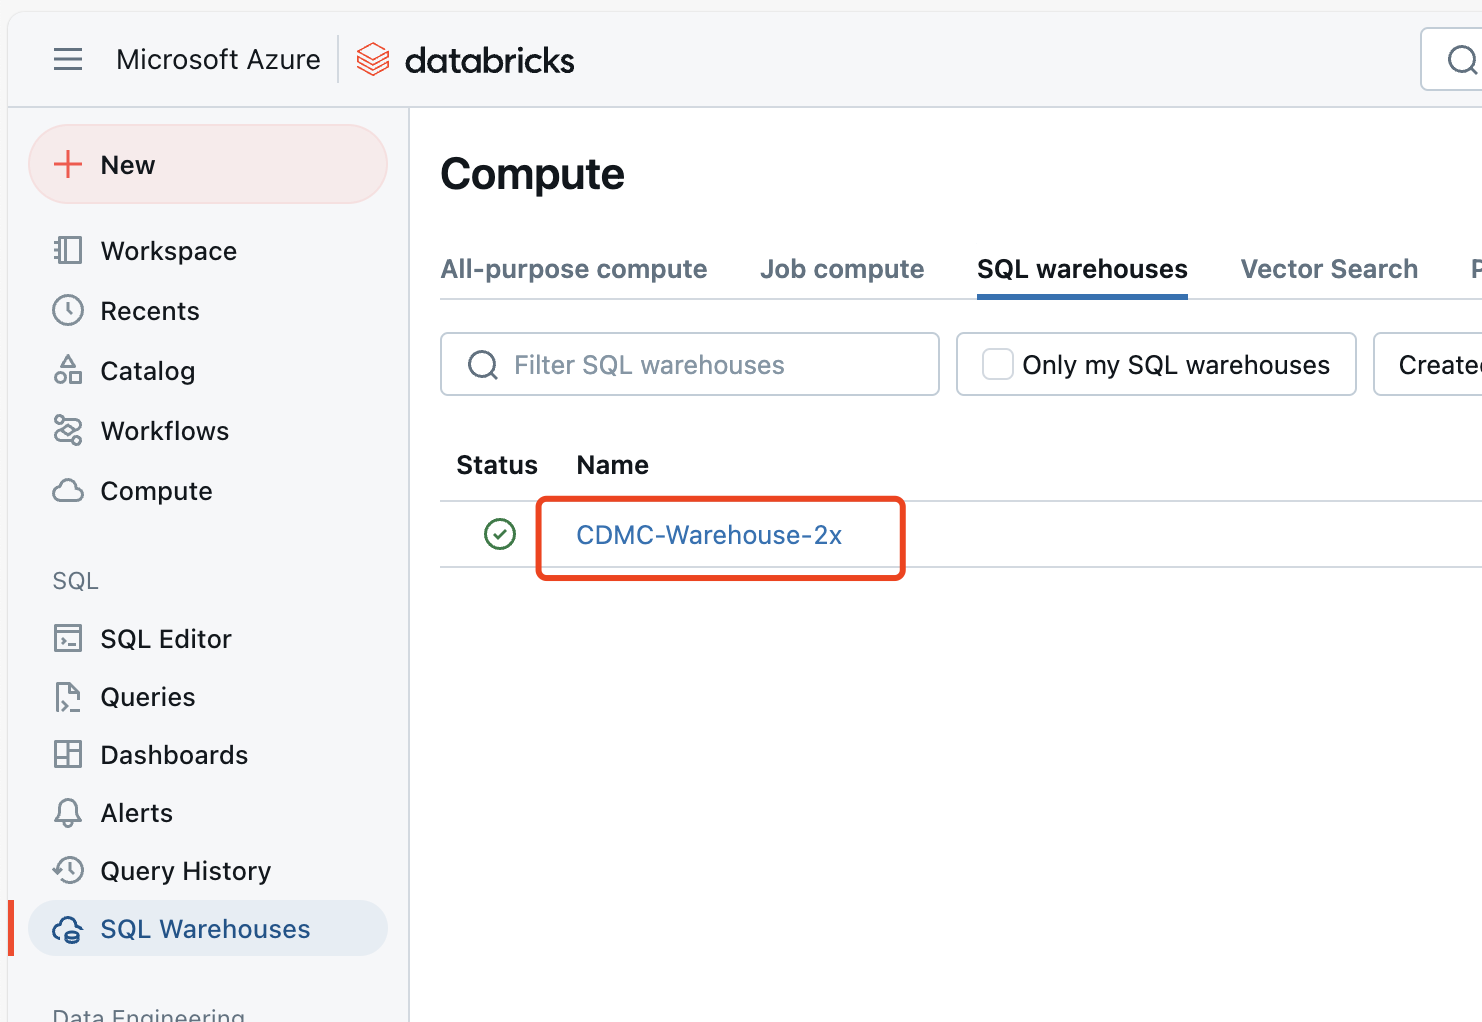 Microsoft Azure databricks
New
Workspace
Recents
Catalog
Workflows
Compute
SQL
SQL Editor
Queries
Dashboards
Alerts
Query History
SQL Warehouses
Data Engineering
Compute
All-purpose compute Job compute SQL warehouses Vector Search
Filter SQL warehouses Only my SQL warehouses Create
Status Name
CDMC-Warehouse-2x